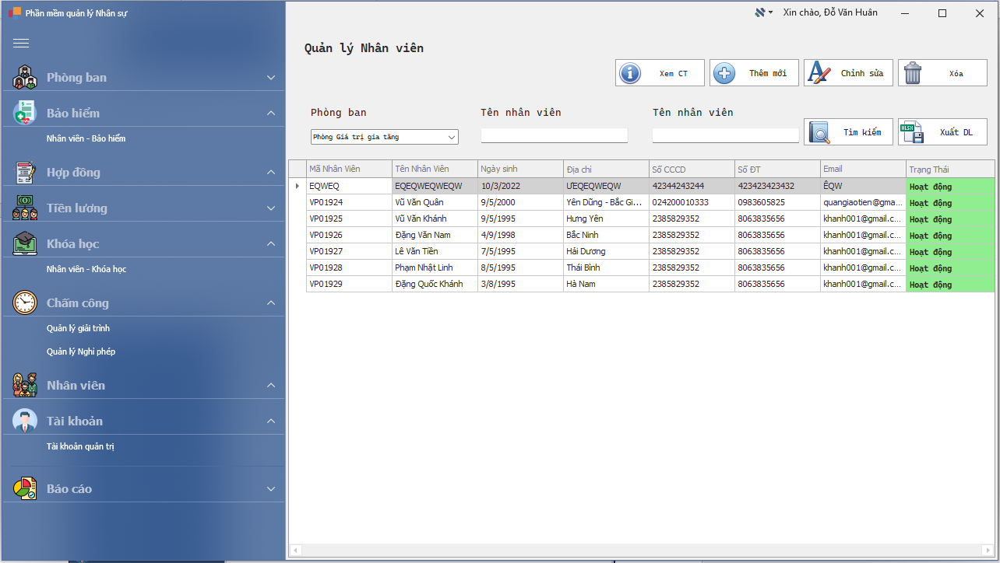 Phần mềm quản lý Nhân sự
Xin chào, Đỗ Văn Huân
Phòng ban
Bảo hiểm
Nhân viên - Bảo hiểm
Hợp đồng
Tiền lương
Khóa học
Nhân viên - Khóa học
Chấm công
Quản lý giải trình
Quản lý Nghỉ phép
Nhân viên
Tài khoản
Tài khoản quản trị
Báo cáo
Quản lý Nhân viên
Xem CT
Thêm mới
Chỉnh sửa
Xóa
Phòng ban
Tên nhân viên
Tên nhân viên
Phòng Giá trị gia tăng
Tìm kiếm
XLSX
Xuất DL
Mã Nhân Viên Tên Nhân Viên Ngày sinh Địa chỉ Số CCCD Số ĐT Email Trạng Thái
EQWEQ EQEQWEQWEQW 10/3/2022 ƯEQEQWEQW 42344243244 423423423432 ÊQW Hoạt động
VP01924 Vũ Văn Quân 9/5/2000 Yên Dũng - Bắc Gi... 024200010333 0983605825 quangiaotien@gma... Hoạt động
VP01925 Vũ Văn Khánh 9/5/1995 Hưng Yên 2385829352 8063835656 khanh001@gmail.c... Hoạt động
VP01926 Đặng Văn Nam 4/9/1998 Bắc Ninh 2385829352 8063835656 khanh001@gmail.c... Hoạt động
VP01927 Lê Văn Tiền 7/5/1995 Hải Dương 2385829352 8063835656 khanh001@gmail.c... Hoạt động
VP01928 Phạm Nhật Linh 8/5/1995 Thái Bình 2385829352 8063835656 khanh001@gmail.c... Hoạt động
VP01929 Đặng Quốc Khánh 3/8/1995 Hà Nam 2385829352 8063835656 khanh001@gmail.c... Hoạt động